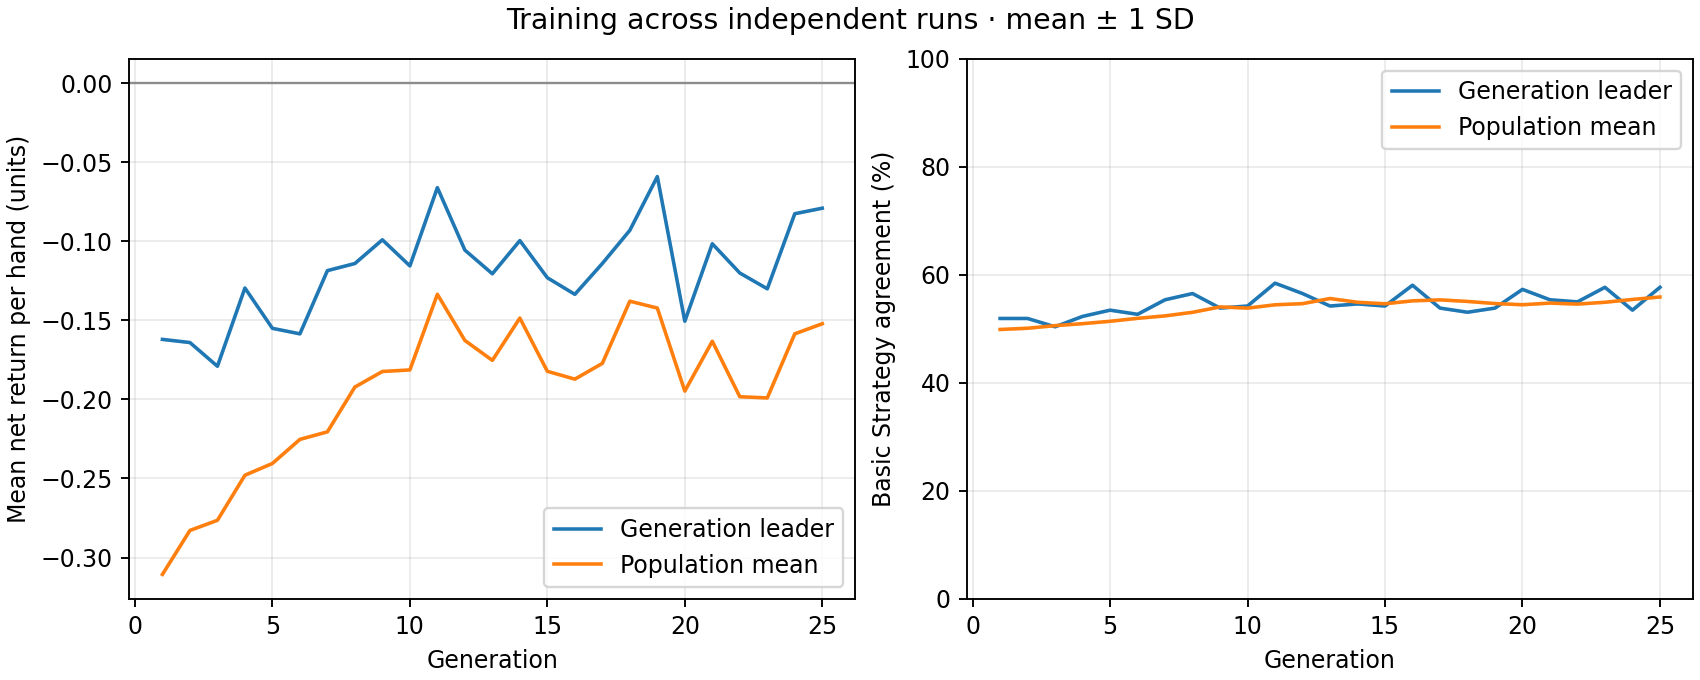 Training across independent runs · mean ± 1 SD
Mean net return per hand (units)
0.00
−0.05
−0.10
−0.15
−0.20
−0.25
−0.30
Generation leader
Population mean
0
5
10
15
20
25
Generation
Basic Strategy agreement (%)
100
80
60
40
20
0
Generation leader
Population mean
0
5
10
15
20
25
Generation